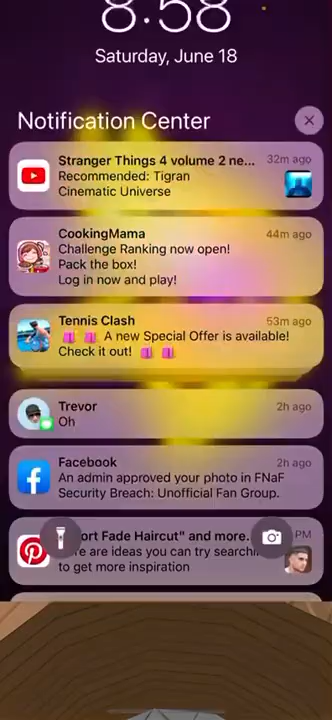 8:58
Saturday, June 18
Notification Center
Stranger Things 4 volume 2 ne... 32m ago
Recommended: Tigran
Cinematic Universe
CookingMama 44m ago
Challenge Ranking now open!
Pack the box!
Log in now and play!
Tennis Clash 53m ago
A new Special Offer is available!
Check it out!
Trevor 2h ago
Oh
Facebook 2h ago
An admin approved your photo in FNaF
Security Breach: Unofficial Fan Group.
ort Fade Haircut" and more. PM
re are ideas you can try searchi
to get more inspiration